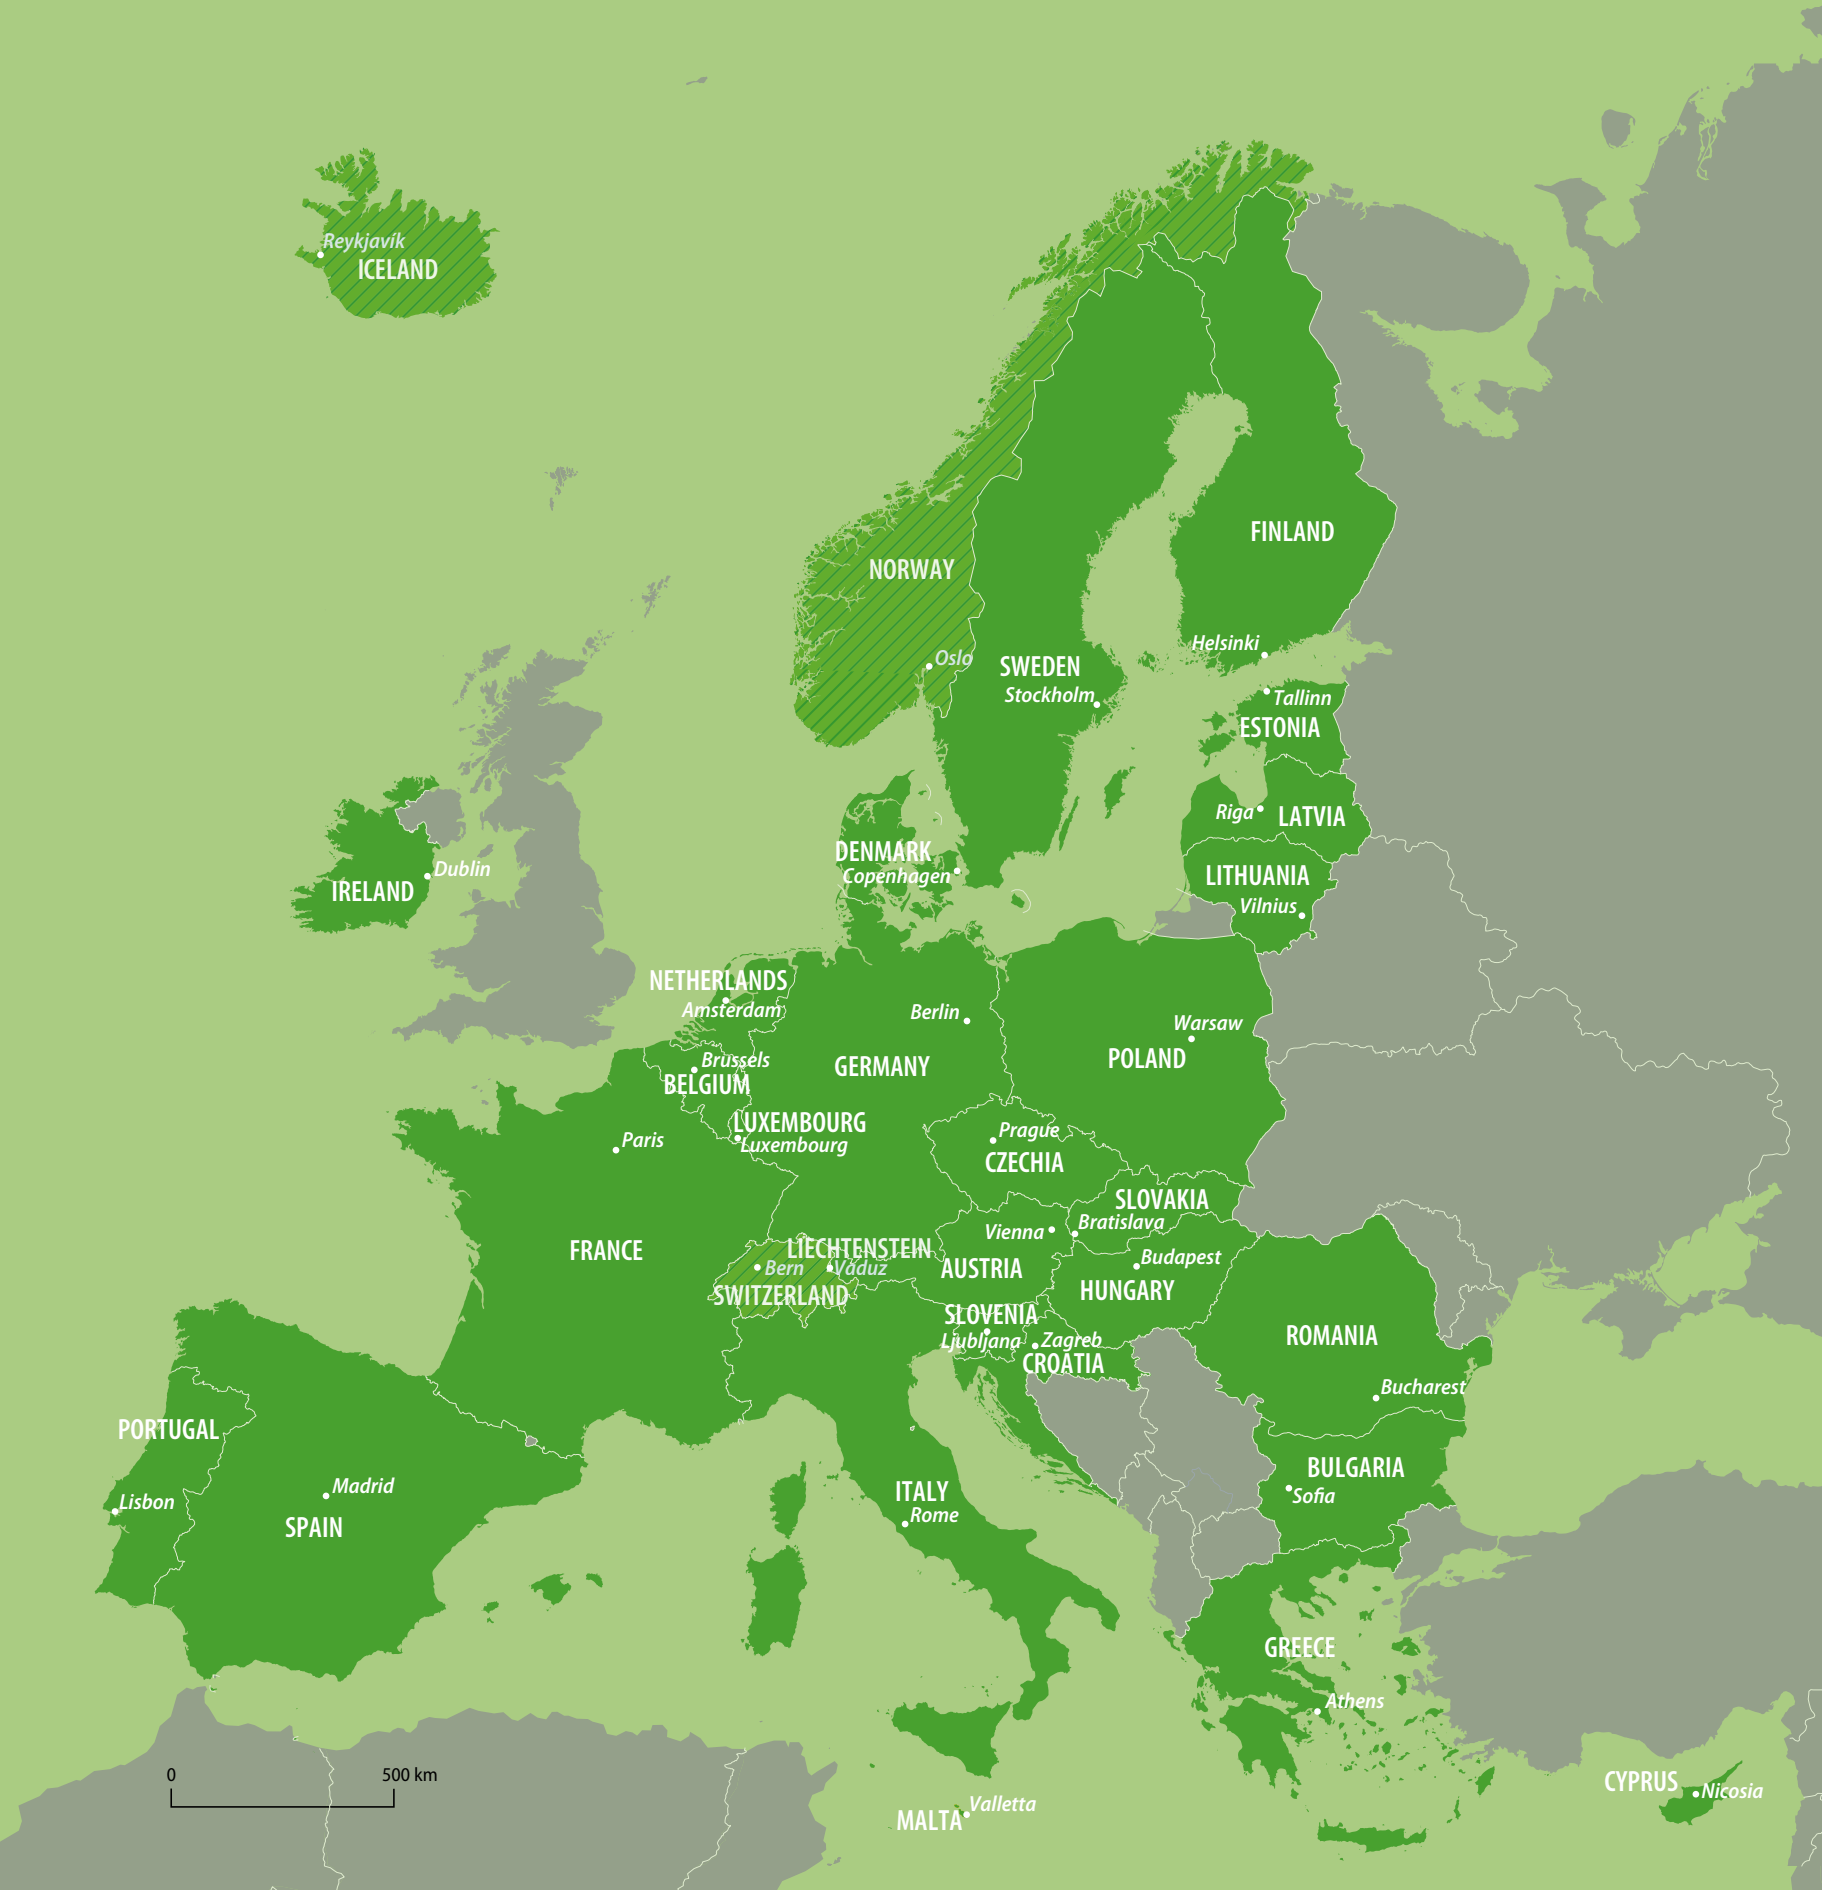 Reykjavík
ICELAND
FINLAND
NORWAY
Helsinki
Oslo
SWEDEN
Stockholm
Tallinn
ESTONIA
Riga
LATVIA
DENMARK
Copenhagen
Dublin
IRELAND
LITHUANIA
Vilnius
NETHERLANDS
Amsterdam
Berlin
Warsaw
POLAND
GERMANY
Brussels
BELGIUM
LUXEMBOURG
Luxembourg
Paris
Prague
CZECHIA
SLOVAKIA
Bratislava
Vienna
FRANCE
LIECHTENSTEIN
Bern
Vaduz
SWITZERLAND
AUSTRIA
Budapest
HUNGARY
SLOVENIA
Ljubljana
Zagreb
CROATIA
ROMANIA
Bucharest
PORTUGAL
BULGARIA
Sofia
Madrid
Lisbon
SPAIN
ITALY
Rome
GREECE
Athens
0
500 km
CYPRUS
Nicosia
Valletta
MALTA